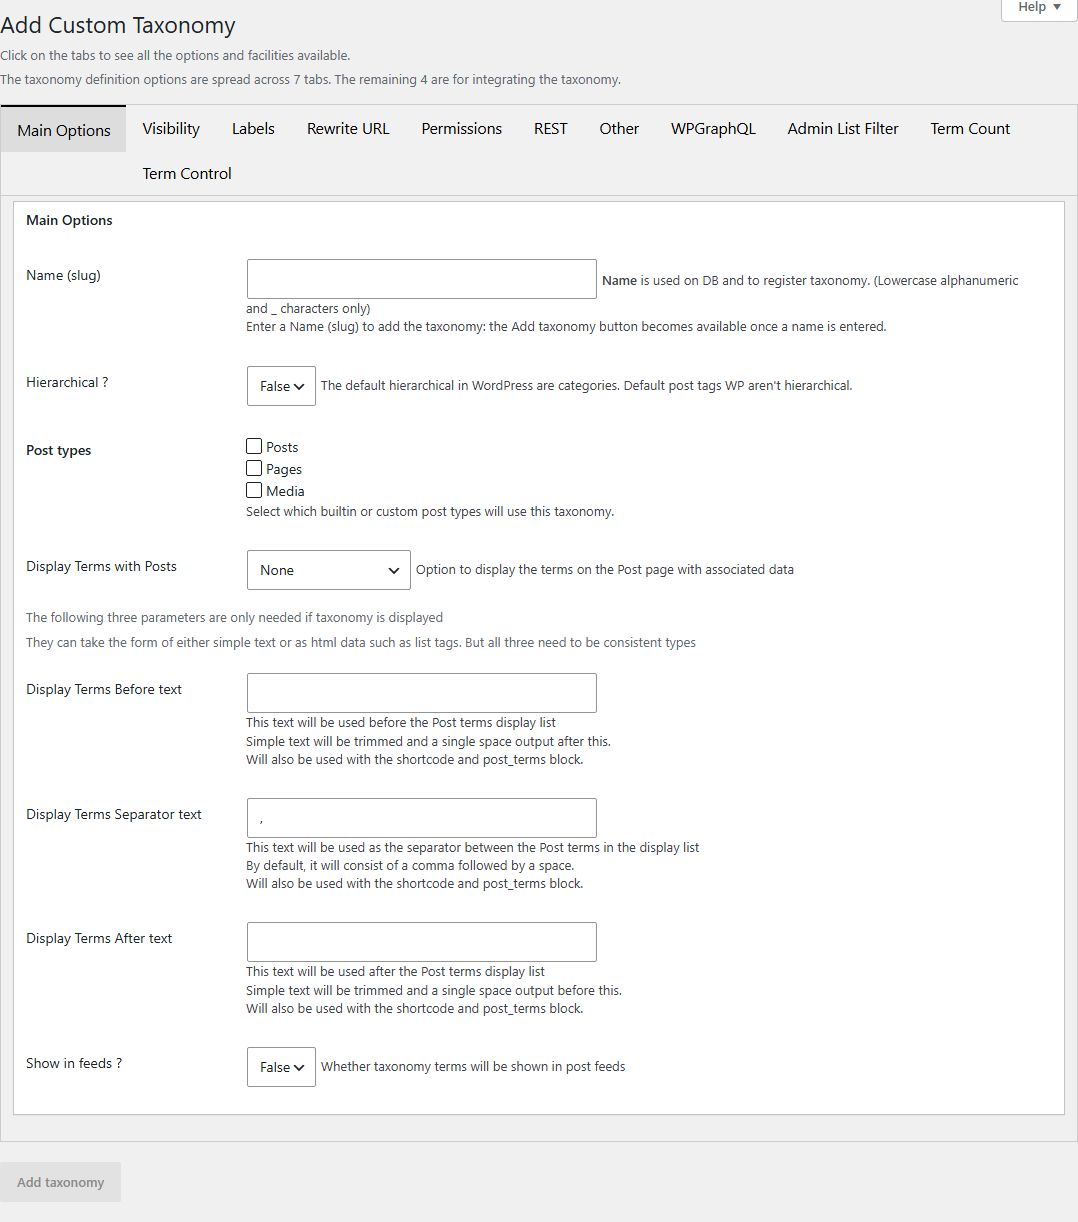 Help ▼
Add Custom Taxonomy
Click on the tabs to see all the options and facilities available.
The taxonomy definition options are spread across 7 tabs. The remaining 4 are for integrating the taxonomy.
Main Options Visibility Labels Rewrite URL Permissions REST Other WPGraphQL Admin List Filter Term Count
Term Control
Main Options
Name (slug)
Name is used on DB and to register taxonomy. (Lowercase alphanumeric
and _ characters only)
Enter a Name (slug) to add the taxonomy: the Add taxonomy button becomes available once a name is entered.
Hierarchical ? False The default hierarchical in WordPress are categories. Default post tags WP aren't hierarchical.
Post types
Posts
Pages
Media
Select which builtin or custom post types will use this taxonomy.
Display Terms with Posts None Option to display the terms on the Post page with associated data
The following three parameters are only needed if taxonomy is displayed
They can take the form of either simple text or as html data such as list tags. But all three need to be consistent types
Display Terms Before text
This text will be used before the Post terms display list
Simple text will be trimmed and a single space output after this.
Will also be used with the shortcode and post_terms block.
Display Terms Separator text ,
This text will be used as the separator between the Post terms in the display list
By default, it will consist of a comma followed by a space.
Will also be used with the shortcode and post_terms block.
Display Terms After text
This text will be used after the Post terms display list
Simple text will be trimmed and a single space output before this.
Will also be used with the shortcode and post_terms block.
Show in feeds ? False Whether taxonomy terms will be shown in post feeds
Add taxonomy